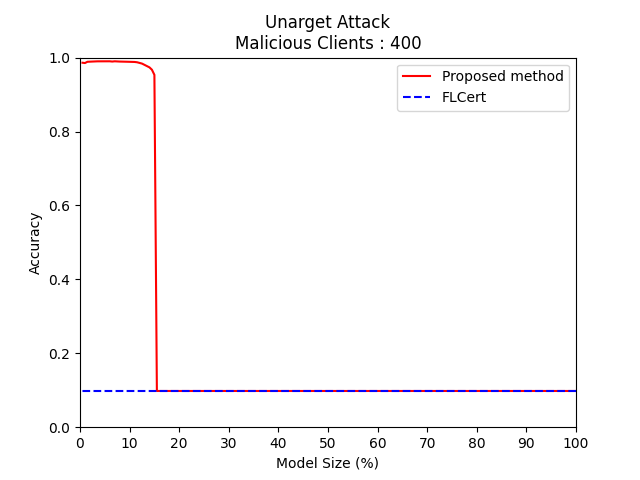 Unarget Attack
Malicious Clients : 400
Proposed method
FLCert
Accuracy
1.0
0.8
0.6
0.4
0.2
0.0
0 10 20 30 40 50 60 70 80 90 100
Model Size (%)